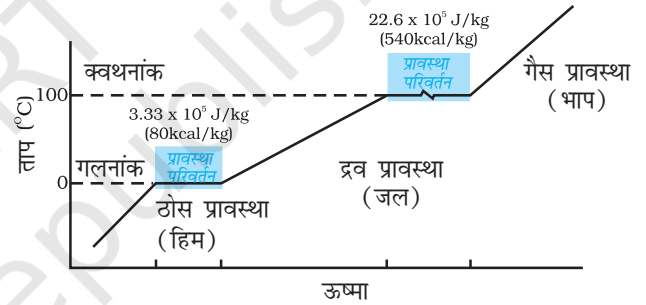 22.6 x 10⁵ J/kg
(540kcal/kg)
क्वथनांक
प्रावस्था
परिवर्तन
गैस प्रावस्था
(भाप)
100
3.33 x 10⁵ J/kg
(80kcal/kg)
ताप (°C)
गलनांक
प्रावस्था
परिवर्तन
द्रव प्रावस्था
(जल)
0
ठोस प्रावस्था
(हिम)
ऊष्मा